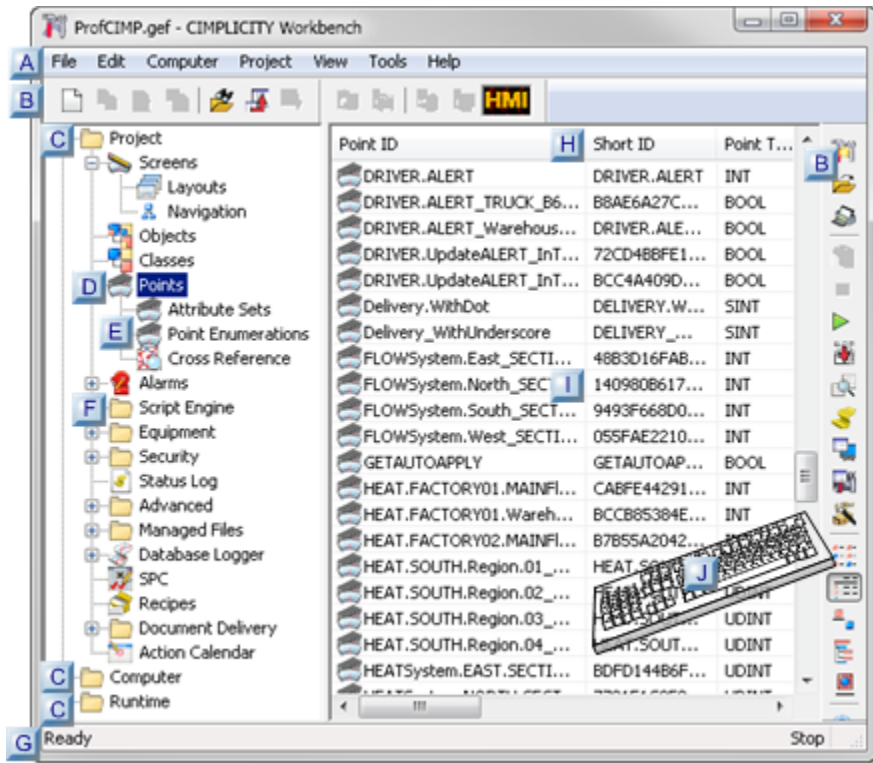 ProfCIMP.gef - CIMPLICITY Workbench
A File Edit Computer Project View Tools Help
B HMI
C Project
Screens
Layouts
Navigation
Objects
Classes
D Points
Attribute Sets
E Point Enumerations
Cross Reference
Alarms
F Script Engine
Equipment
Security
Status Log
Advanced
Managed Files
Database Logger
SPC
Recipes
Document Delivery
Action Calendar
C Computer
C Runtime
Point ID H Short ID Point T... B
DRIVER.ALERT DRIVER.ALERT INT
DRIVER.ALERT_TRUCK_B6... B8AE6A27C... BOOL
DRIVER.ALERT_Warehous... DRIVER.ALE... BOOL
DRIVER.UpdateALERT_InT... 72CD4BBFE1... BOOL
DRIVER.UpdateALERT_InT... BCC4A409D... BOOL
Delivery.WithDot DELIVERY.W... SINT
Delivery_WithUnderscore DELIVERY_... SINT
FLOWSystem.East_SECTI... 48B3D16FAB... INT
FLOWSystem.North_SEC I 140980B617... INT
FLOWSystem.South_SECT... 9493F668D0... INT
FLOWSystem.West_SECTI... 055FAE2210... INT
GETAUTOAPPLY GETAUTOAP... BOOL
HEAT.FACTORY01.MAINFl... CABFE44291... INT
HEAT.FACTORY01.Wareh... BCCB85384E... INT
HEAT.FACTORY02.MAINFl... B7B55A2042...
HEAT.SOUTH.Region.01_... J
HEAT.SOUTH.Region.02_... UDINT
HEAT.SOUTH.Region.03_... UDINT
HEAT.SOUTH.Region.04_... UDINT
HEATSystem.EAST.SECTI... BDFD144B6F... UDINT
G Ready Stop